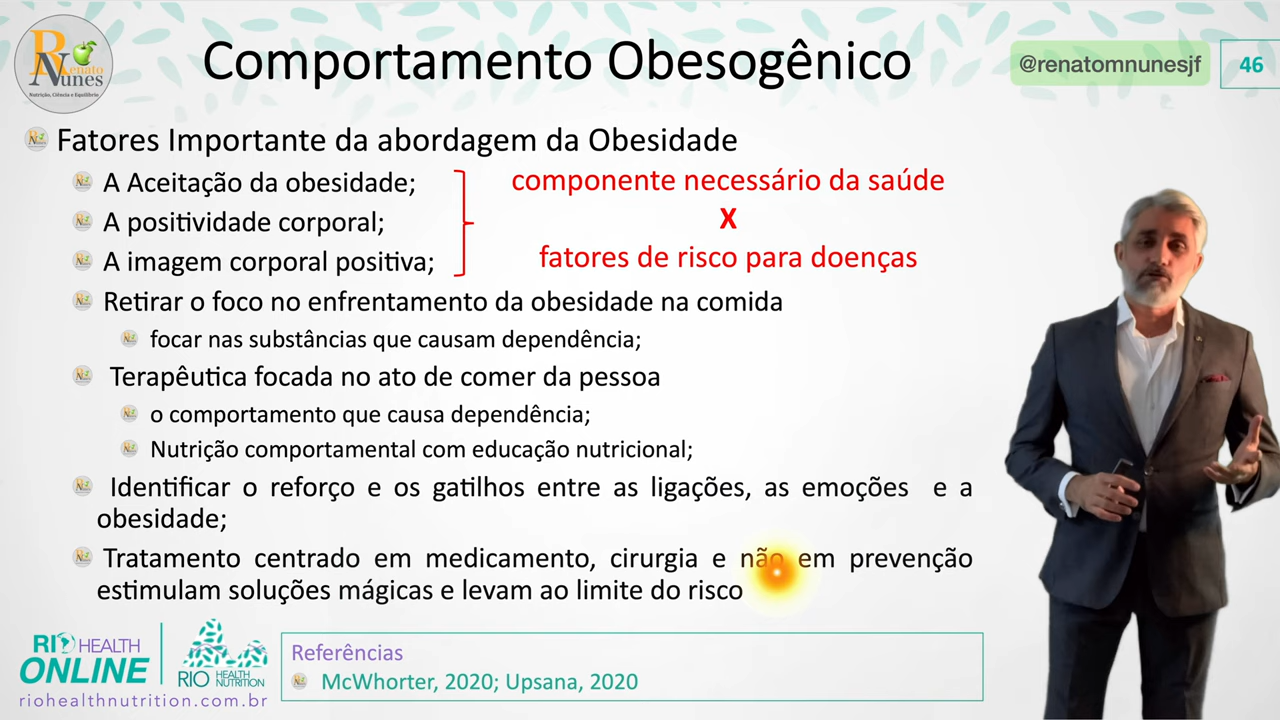 Renato
Nunes
Nutrição, Ciência e Equilíbrio
Comportamento Obesogênico
@renatomnunesjf
46
Fatores Importante da abordagem da Obesidade
A Aceitação da obesidade;
A positividade corporal;
A imagem corporal positiva;
componente necessário da saúde
X
fatores de risco para doenças
Retirar o foco no enfrentamento da obesidade na comida
focar nas substâncias que causam dependência;
Terapêutica focada no ato de comer da pessoa
o comportamento que causa dependência;
Nutrição comportamental com educação nutricional;
Identificar o reforço e os gatilhos entre as ligações, as emoções e a
obesidade;
Tratamento centrado em medicamento, cirurgia e não em prevenção
estimulam soluções mágicas e levam ao limite do risco
RIO HEALTH
ONLINE
RIO HEALTH NUTRITION
riohealthnutrition.com.br
Referências
McWhorter, 2020; Upsana, 2020